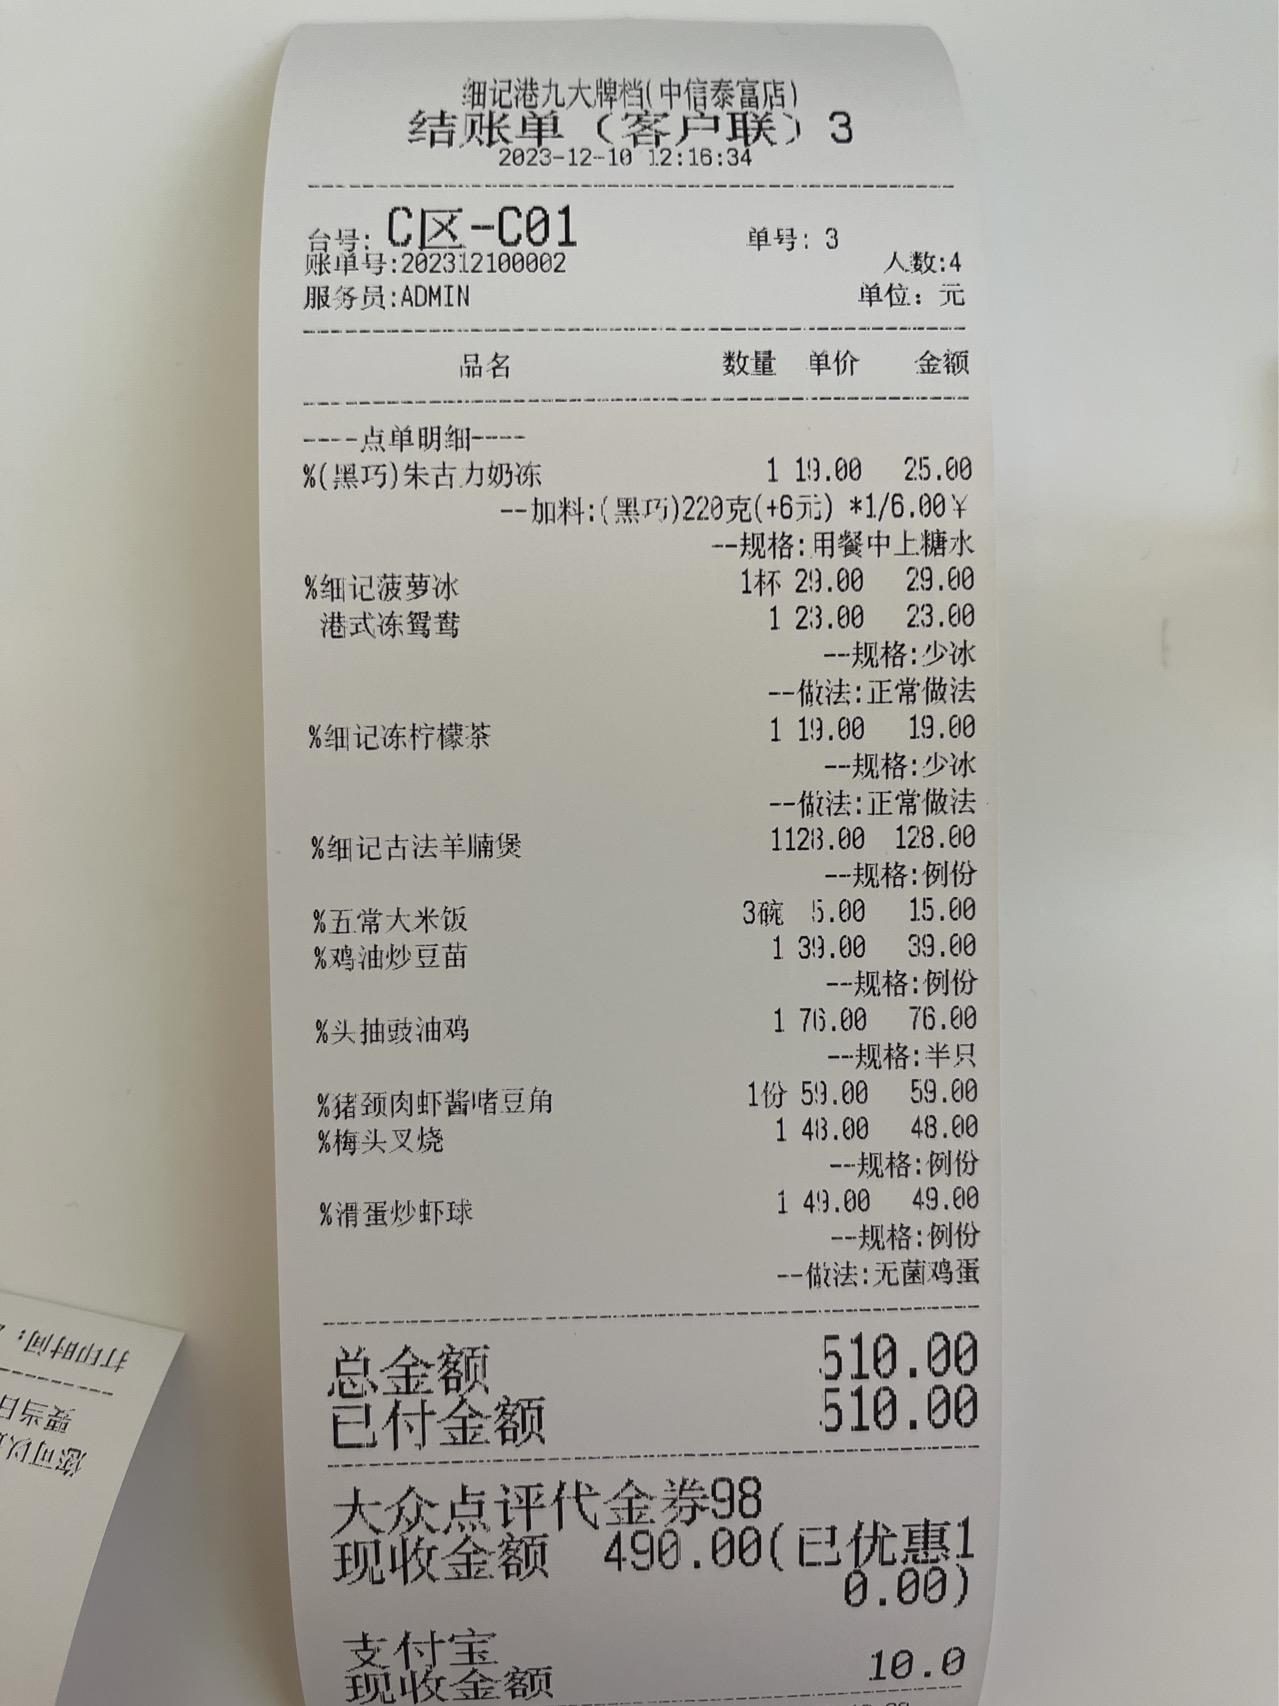 细记港九大牌档(中信泰富店)
结账单（客户联）3
2023-12-10 12:16:34
台号: C区-C01 单号: 3
账单号:202312100002 人数:4
服务员:ADMIN 单位：元
品名 数量 单价 金额
----点单明细----
%(黑巧)朱古力奶冻 1 19.00 25.00
--加料:(黑巧)220克(+6元) *1/6.00￥
--规格:用餐中上糖水
%细记菠萝冰 1杯 29.00 29.00
港式冻鸳鸯 1 23.00 23.00
--规格:少冰
--做法:正常做法
%细记冻柠檬茶 1 19.00 19.00
--规格:少冰
--做法:正常做法
%细记古法羊腩煲 1128.00 128.00
--规格:例份
%五常大米饭 3碗 5.00 15.00
%鸡油炒豆苗 1 39.00 39.00
--规格:例份
%头抽豉油鸡 1 76.00 76.00
--规格:半只
%猪颈肉虾酱啫豆角 1份 59.00 59.00
%梅头叉烧 1 48.00 48.00
--规格:例份
%滑蛋炒虾球 1 49.00 49.00
--规格:例份
--做法:无菌鸡蛋
总金额 510.00
已付金额 510.00
大众点评代金券98
现收金额 490.00(已优惠1
0.00)
支付宝
现收金额 10.0
打印时间:
要当日
您可以